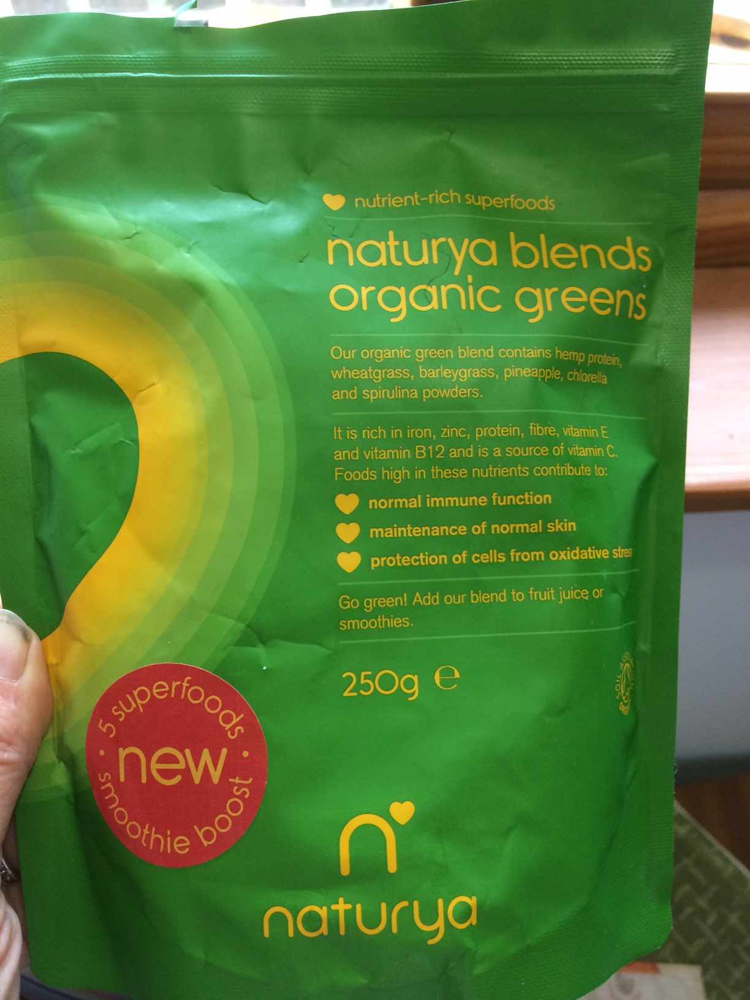 nutrient-rich superfoods
naturya blends
organic greens
Our organic green blend contains hemp protein,
wheatgrass, barleygrass, pineapple, chlorella
and spirulina powders.
It is rich in iron, zinc, protein, fibre, vitamin E
and vitamin B12 and is a source of vitamin C.
Foods high in these nutrients contribute to:
normal immune function
maintenance of normal skin
protection of cells from oxidative stress
Go green! Add our blend to fruit juice or
smoothies.
250g e
SOIL
5 superfoods
new
smoothie boost
n
naturya